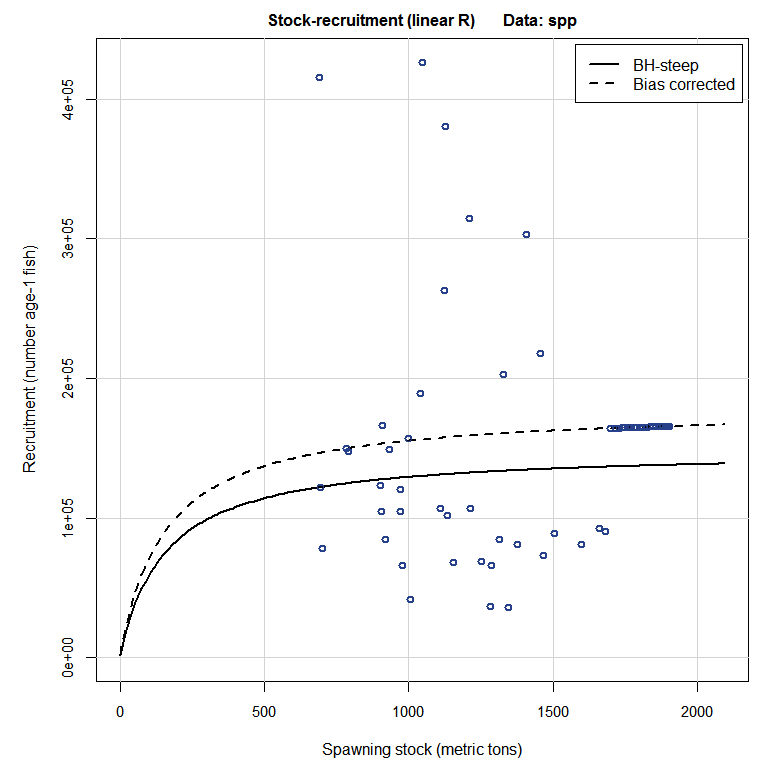 Stock-recruitment (linear R) Data: spp
BH-steep
Bias corrected
4e+05
3e+05
2e+05
1e+05
0e+00
Recruitment (number age-1 fish)
0 500 1000 1500 2000
Spawning stock (metric tons)